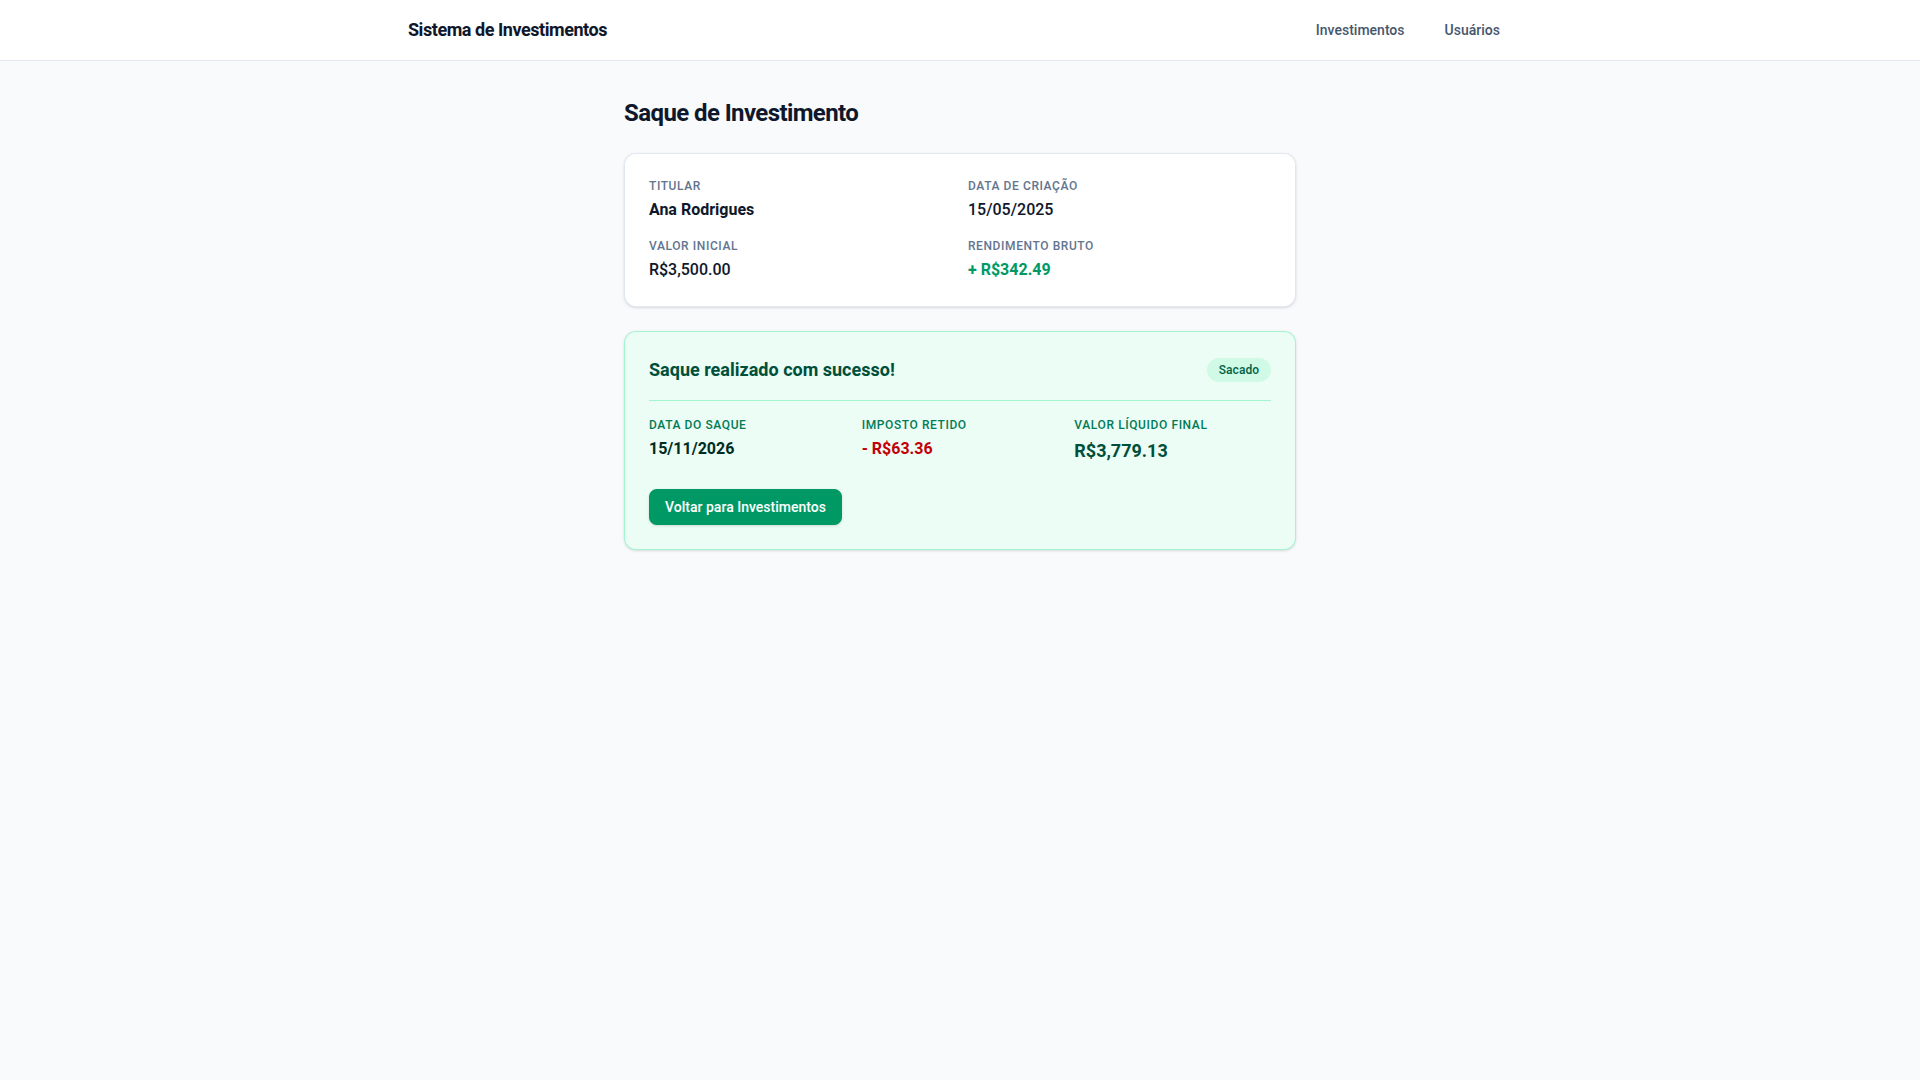 Sistema de Investimentos
Investimentos
Usuários
Saque de Investimento
TITULAR
Ana Rodrigues
DATA DE CRIAÇÃO
15/05/2025
VALOR INICIAL
R$3,500.00
RENDIMENTO BRUTO
+ R$342.49
Saque realizado com sucesso!
Sacado
DATA DO SAQUE
15/11/2026
IMPOSTO RETIDO
- R$63.36
VALOR LÍQUIDO FINAL
R$3,779.13
Voltar para Investimentos